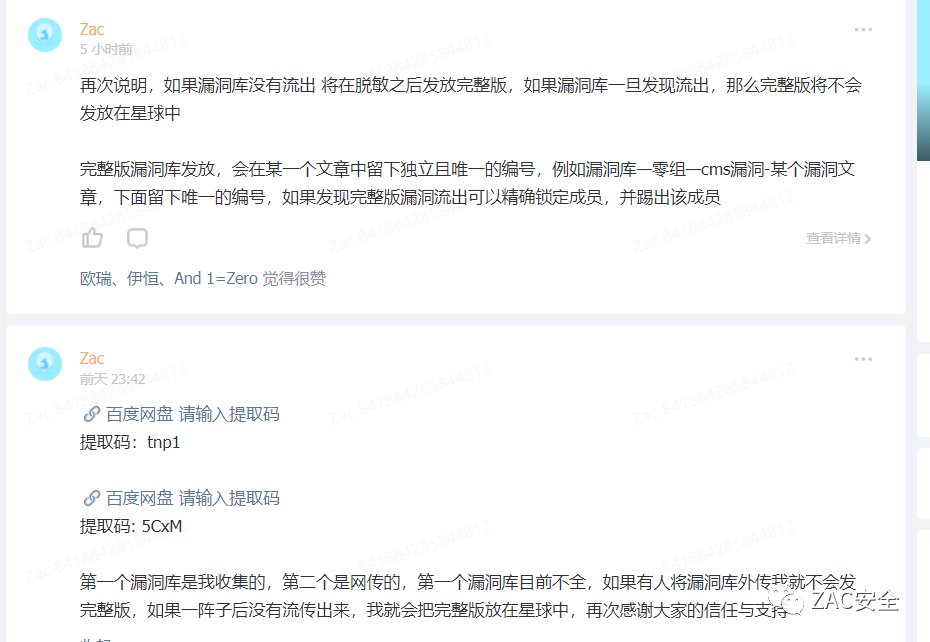 Zac
5 小时前
再次说明，如果漏洞库没有流出 将在脱敏之后发放完整版，如果漏洞库一旦发现流出，那么完整版将不会
发放在星球中
完整版漏洞库发放，会在某一个文章中留下独立且唯一的编号，例如漏洞库—零组—cms漏洞-某个漏洞文
章，下面留下唯一的编号，如果发现完整版漏洞流出可以精确锁定成员，并踢出该成员
查看详情
欧瑞、伊恒、And 1=Zero 觉得很赞
Zac
前天 23:42
百度网盘 请输入提取码
提取码：tnp1
百度网盘 请输入提取码
提取码: 5CxM
第一个漏洞库是我收集的，第二个是网传的，第一个漏洞库目前不全，如果有人将漏洞库外传我就不会发
完整版，如果一阵子后没有流传出来，我就会把完整版放在星球中，再次感谢大家的信任与支持
ZAC安全
Zac 841884285844812
Zac 841884285844812
Zac 841884285844812
Zac 841884285844812
Zac 841884285844812
Zac 841884285844812